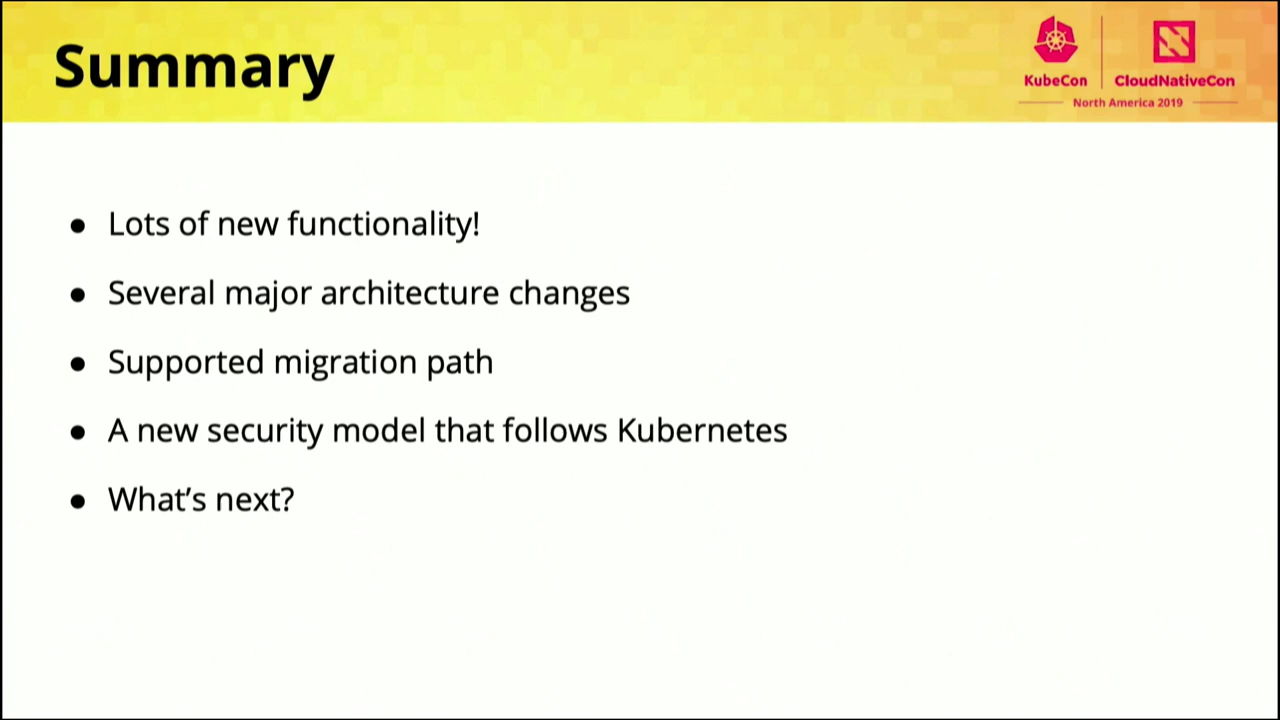 Summary
KubeCon
CloudNativeCon
North America 2019
● Lots of new functionality!
● Several major architecture changes
● Supported migration path
● A new security model that follows Kubernetes
● What’s next?